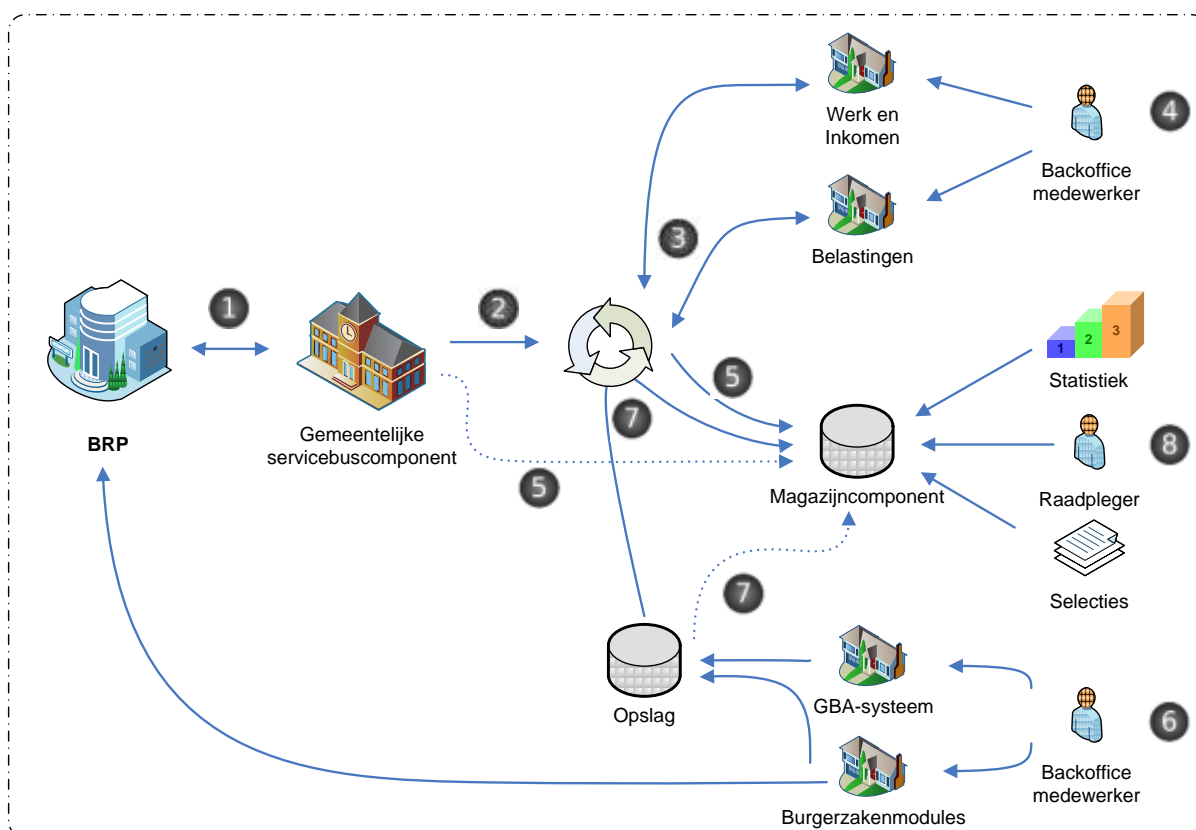 Werk en
Inkomen
4
Backoffice
medewerker
3
Belastingen
1
2
1 2 3
Statistiek
5
7
BRP
Gemeentelijke
servicebuscomponent
8
5
Magazijncomponent
Raadpleger
7
Selecties
Opslag
GBA-systeem
6
Backoffice
medewerker
Burgerzakenmodules